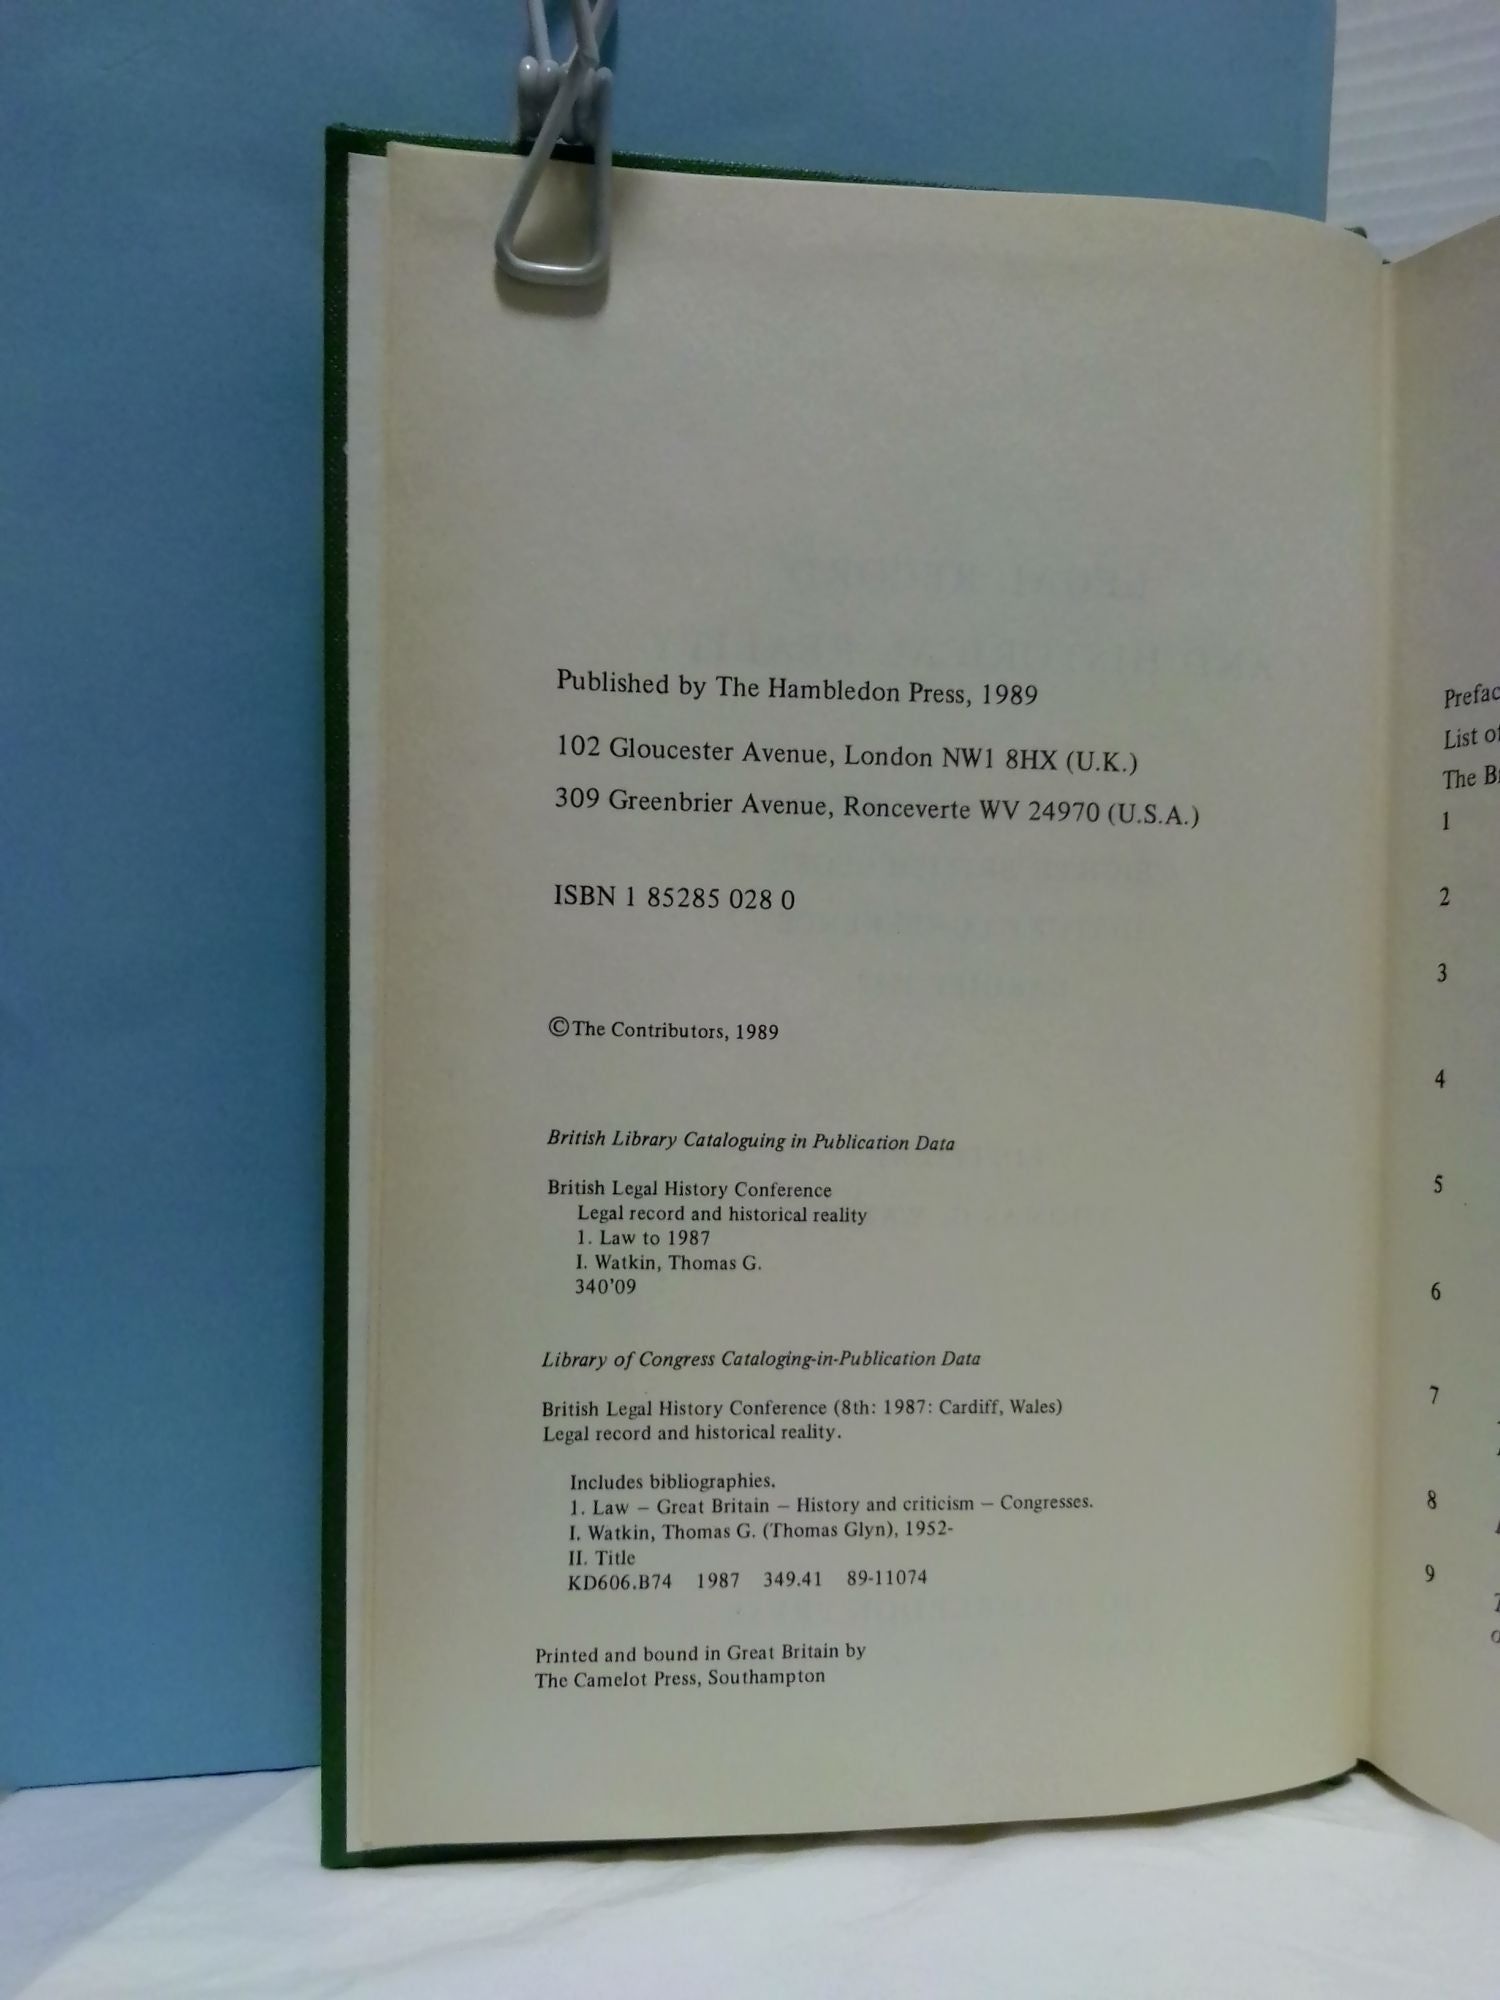 Published by The Hambledon Press, 1989
102 Gloucester Avenue, London NW1 8HX (U.K.)
309 Greenbrier Avenue, Ronceverte WV 24970 (U.S.A.)
ISBN 1 85285 028 0
©The Contributors, 1989
British Library Cataloguing in Publication Data
British Legal History Conference
Legal record and historical reality
1. Law to 1987
I. Watkin, Thomas G.
340'09
Library of Congress Cataloging-in-Publication Data
British Legal History Conference (8th: 1987: Cardiff, Wales)
Legal record and historical reality.
Includes bibliographies.
1. Law – Great Britain – History and criticism – Congresses.
I. Watkin, Thomas G. (Thomas Glyn), 1952-
II. Title
KD606.B74 1987 349.41 89-11074
Printed and bound in Great Britain by
The Camelot Press, Southampton
Prefac
List of
The B
1
2
3
4
5
6
7
8
9